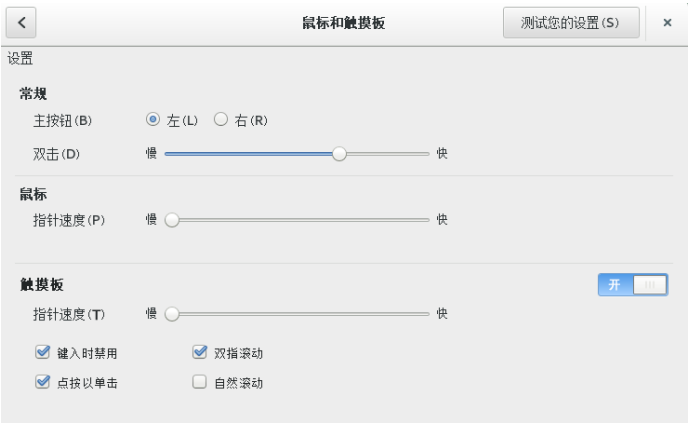 鼠标和触摸板 测试您的设置(S) ×
设置
常规
主按钮(B) 左(L) 右(R)
双击(D) 慢 快
鼠标
指针速度(P) 慢 快
触摸板 开
指针速度(T) 慢 快
键入时禁用 双指滚动
点按以单击 自然滚动